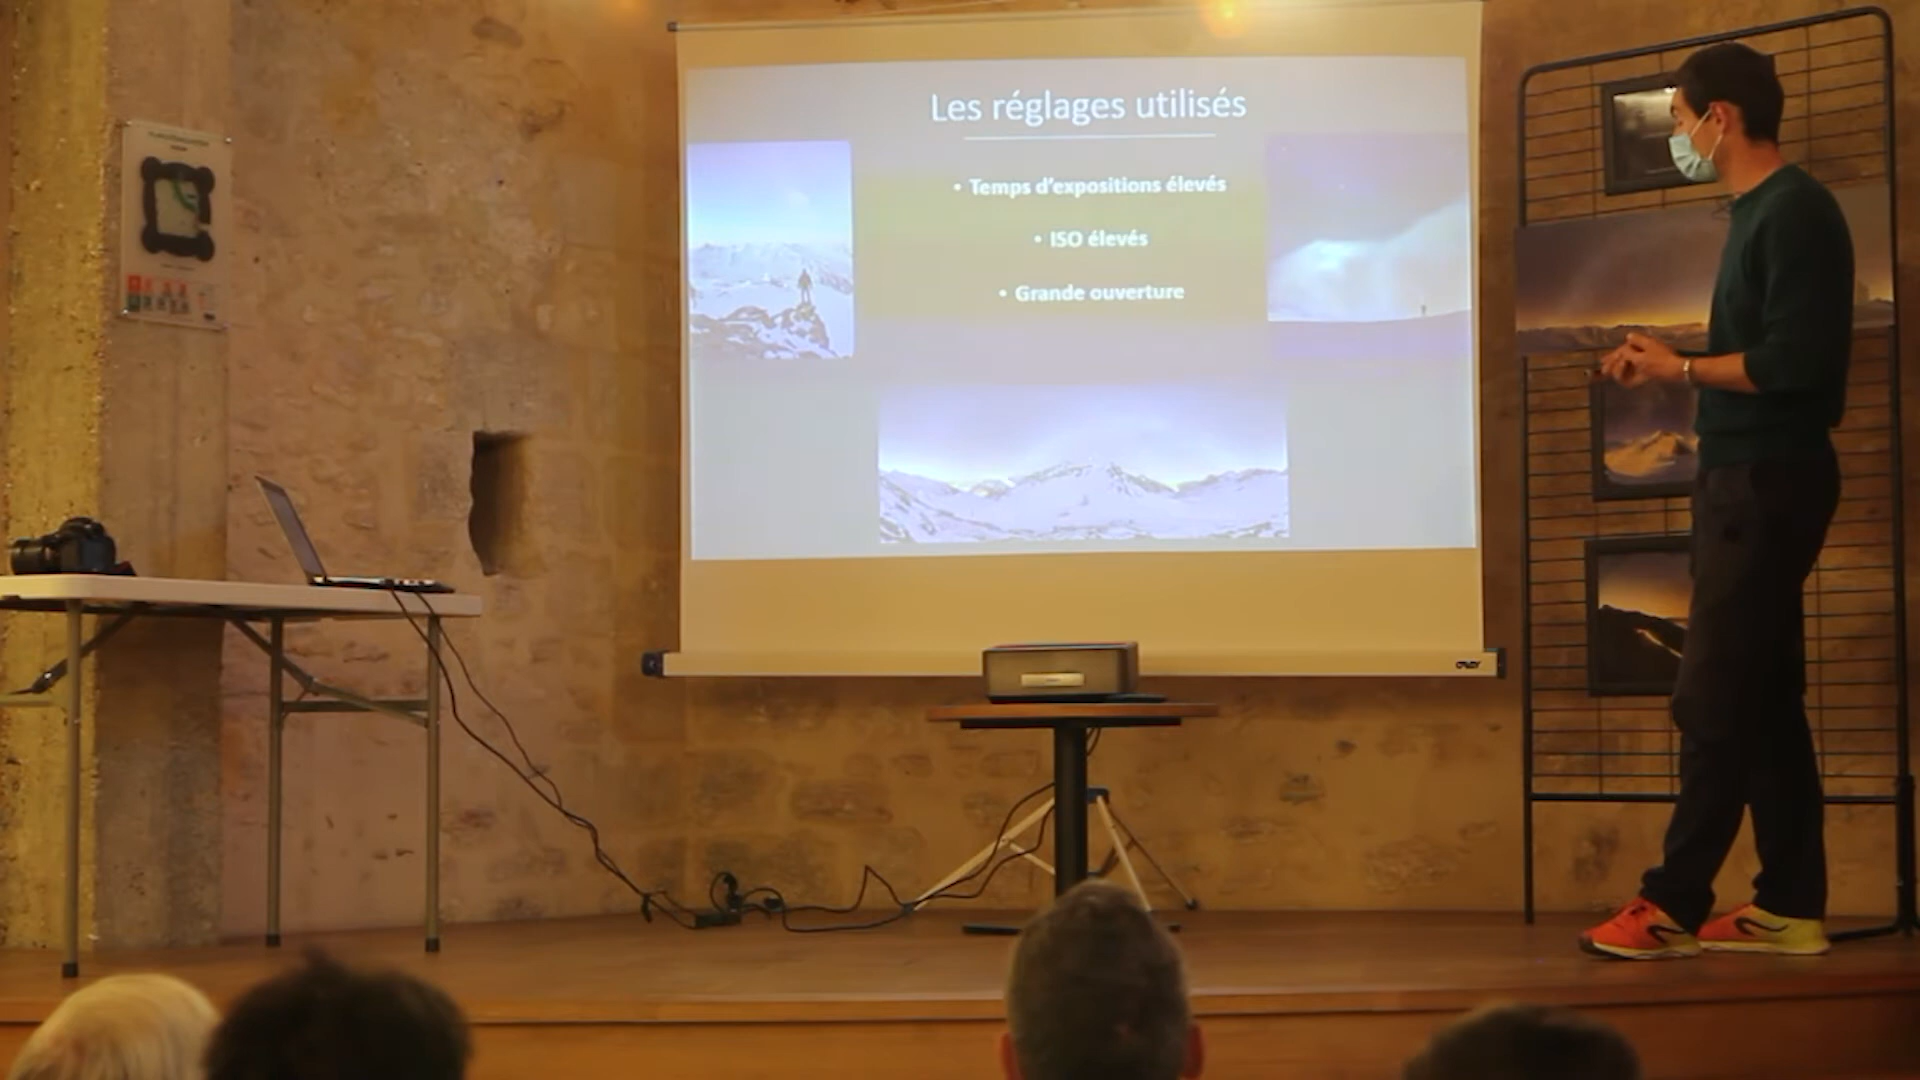 Les réglages utilisés
• Temps d'expositions élevés
• ISO élevés
• Grande ouverture